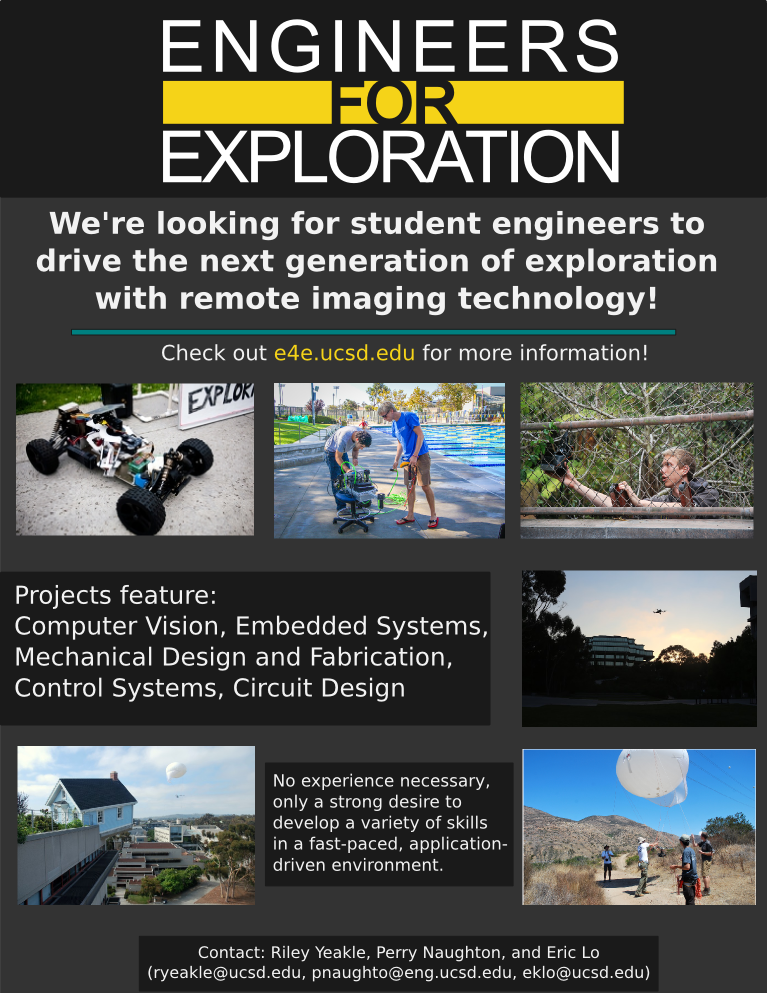 ENGINEERS
FOR
EXPLORATION
We're looking for student engineers to
drive the next generation of exploration
with remote imaging technology!
Check out e4e.ucsd.edu for more information!
Projects feature:
Computer Vision, Embedded Systems,
Mechanical Design and Fabrication,
Control Systems, Circuit Design
No experience necessary,
only a strong desire to
develop a variety of skills
in a fast-paced, application-
driven environment.
Contact: Riley Yeakle, Perry Naughton, and Eric Lo
(ryeakle@ucsd.edu, pnaughto@eng.ucsd.edu, eklo@ucsd.edu)